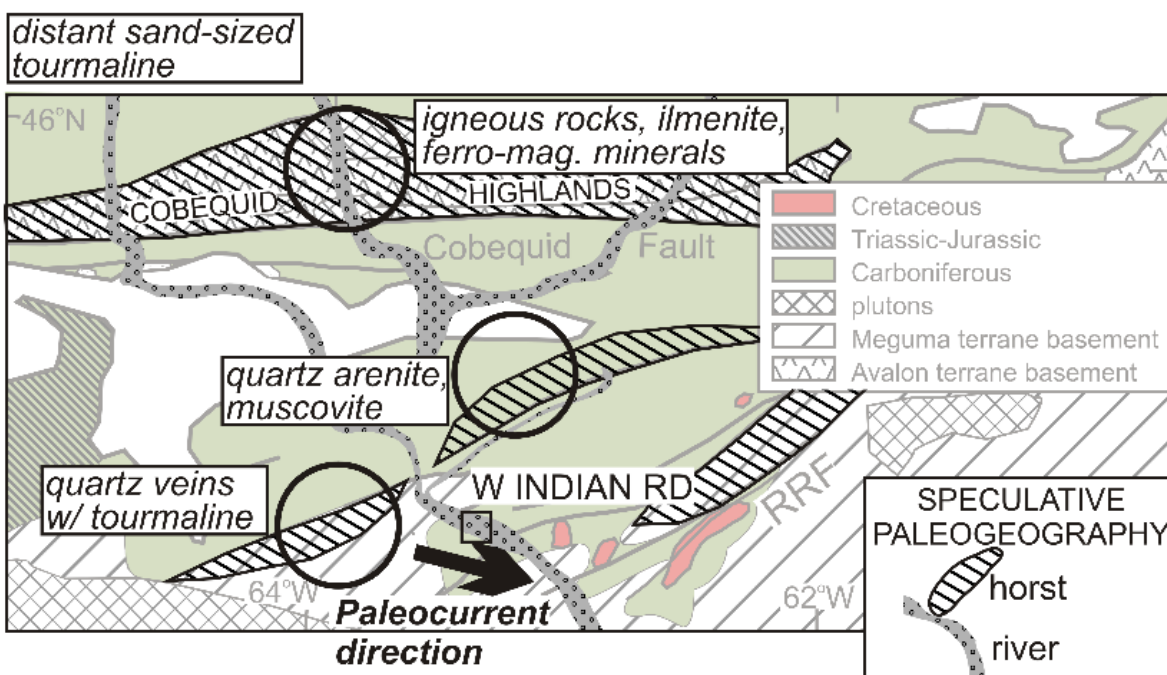 distant sand-sized
tourmaline
46°N
igneous rocks, ilmenite,
ferro-mag. minerals
COBEQUID HIGHLANDS
Cobequid Fault
Cretaceous
Triassic-Jurassic
Carboniferous
plutons
Meguma terrane basement
Avalon terrane basement
quartz arenite,
muscovite
quartz veins
w/ tourmaline
W INDIAN RD
RRF
64°W
62°W
Paleocurrent
direction
SPECULATIVE
PALEOGEOGRAPHY
horst
river